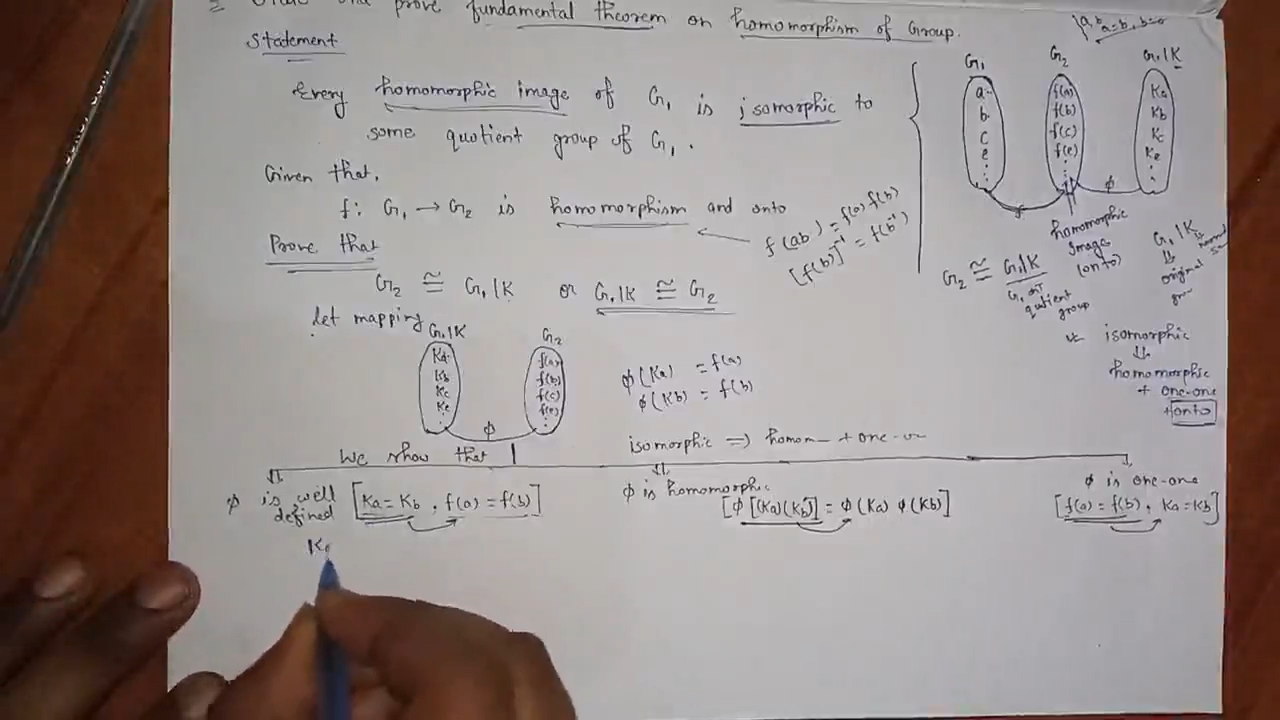 prove fundamental theorem on homomorphism of Group.
Statement
Every homomorphic image of G₁ is isomorphic to
some quotient group of G₁.
Given that,
f: G₁ → G₂ is homomorphism and onto
f(ab) = f(a) f(b)
[f(b)]⁻¹ = f(b⁻¹)
Prove that
G₂ ≅ G₁|K or G₁|K ≅ G₂
Let mapping
G₁|K G₂
Ka f(a)
Kb f(b)
Kc f(c)
Ke f(e)
⋮ ⋮
φ
φ(Ka) = f(a)
φ(Kb) = f(b)
isomorphic ⇒ homom + one-
a=b, b=
G₁ G₂ G₁|K
a f(a) Ka
b f(b) Kb
c f(c) Kc
e f(e) Ke
⋮ ⋮ ⋮
f φ
homomorphic
image
(onto)
G₂ ≅ G₁|K
quotient
group
G₁|K
original
isomorphic
⇓
homomorphic
+ one-one
+ onto
We show that
φ is well
defined [Ka = Kb, f(a) = f(b)]
φ is homomorphic
[φ[(Ka)(Kb)] = φ(Ka) φ(Kb)]
φ is one-one
[f(a) = f(b), Ka = Kb]